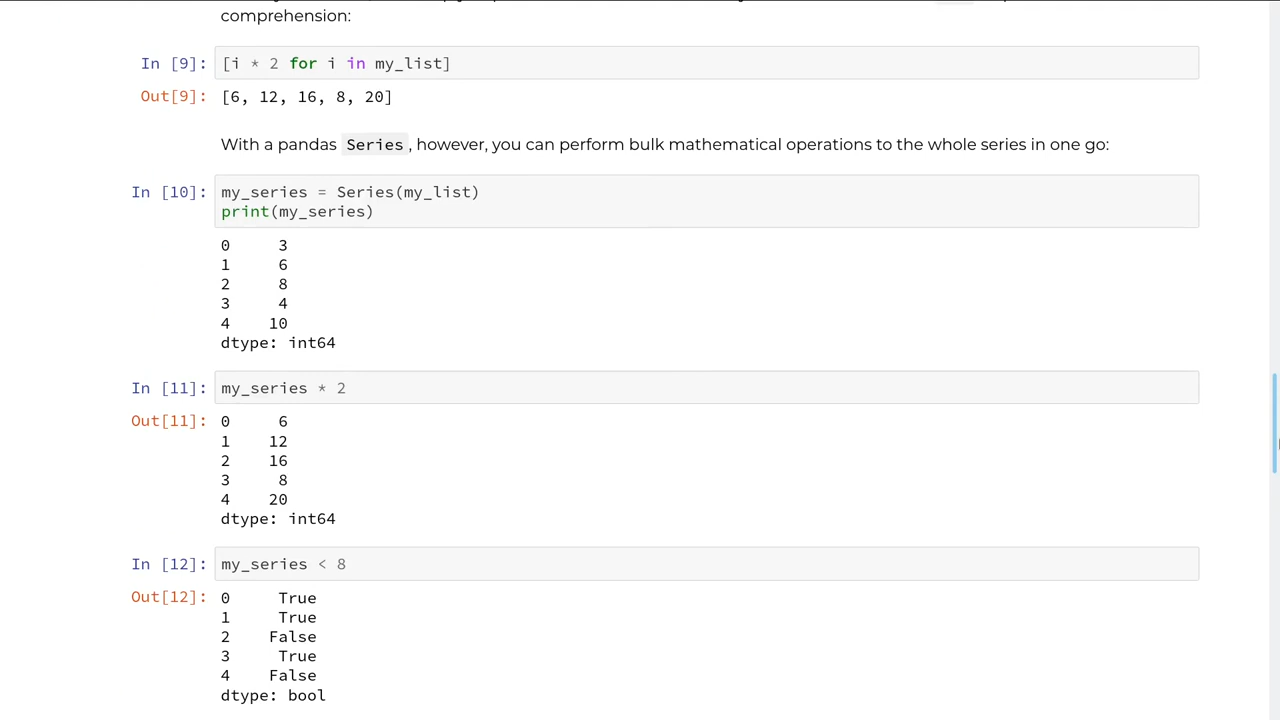 comprehension:
In [9]: [i * 2 for i in my_list]
Out[9]: [6, 12, 16, 8, 20]
With a pandas Series, however, you can perform bulk mathematical operations to the whole series in one go:
In [10]: my_series = Series(my_list)
print(my_series)
0 3
1 6
2 8
3 4
4 10
dtype: int64
In [11]: my_series * 2
Out[11]: 0 6
1 12
2 16
3 8
4 20
dtype: int64
In [12]: my_series < 8
Out[12]: 0 True
1 True
2 False
3 True
4 False
dtype: bool